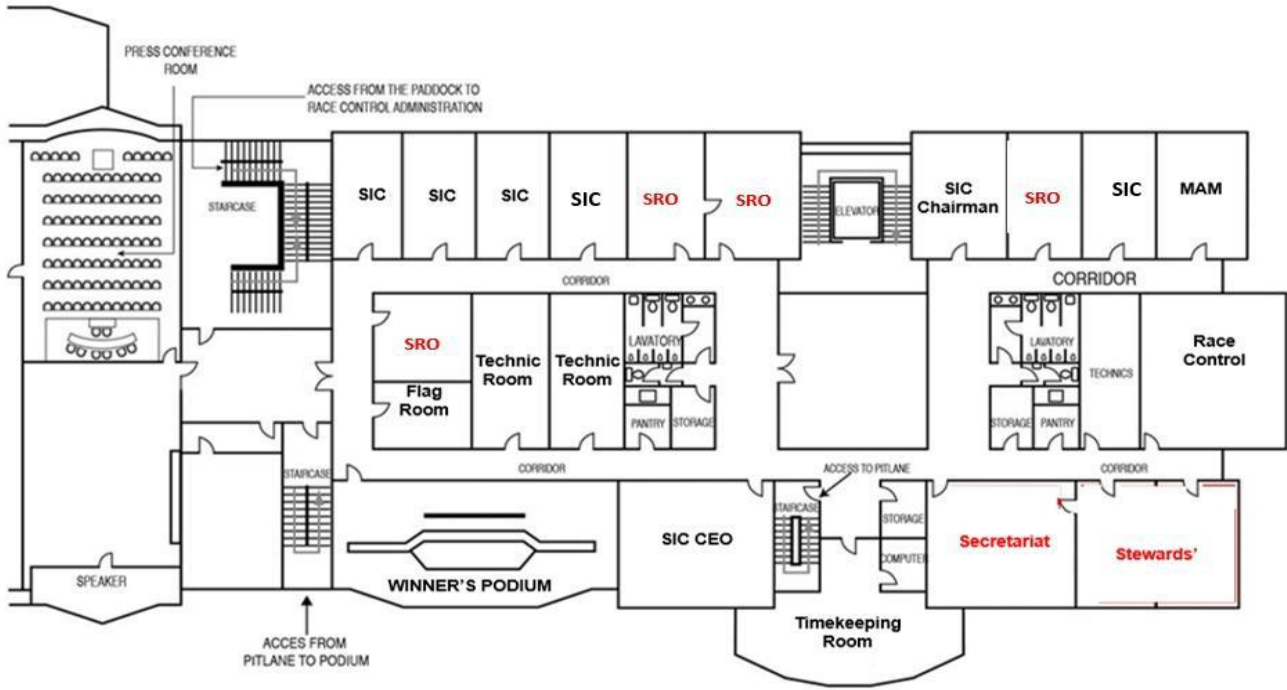 PRESS CONFERENCE
ROOM
ACCESS FROM THE PADDOCK TO
RACE CONTROL ADMINISTRATION
STAIRCASE
SIC
SIC
SIC
SIC
SRO
SRO
ELEVATOR
SIC
Chairman
SRO
SIC
MAM
CORRIDOR
CORRIDOR
SRO
Flag
Room
Technic
Room
Technic
Room
LAVATORY
PANTRY
STORAGE
LAVATORY
STORAGE
PANTRY
TECHNICS
Race
Control
STAIRCASE
CORRIDOR
ACCESS TO PITLANE
CORRIDOR
SPEAKER
WINNER'S PODIUM
SIC CEO
STAIRCASE
STORAGE
COMPUTER
Secretariat
Stewards'
Timekeeping
Room
ACCES FROM
PITLANE TO PODIUM